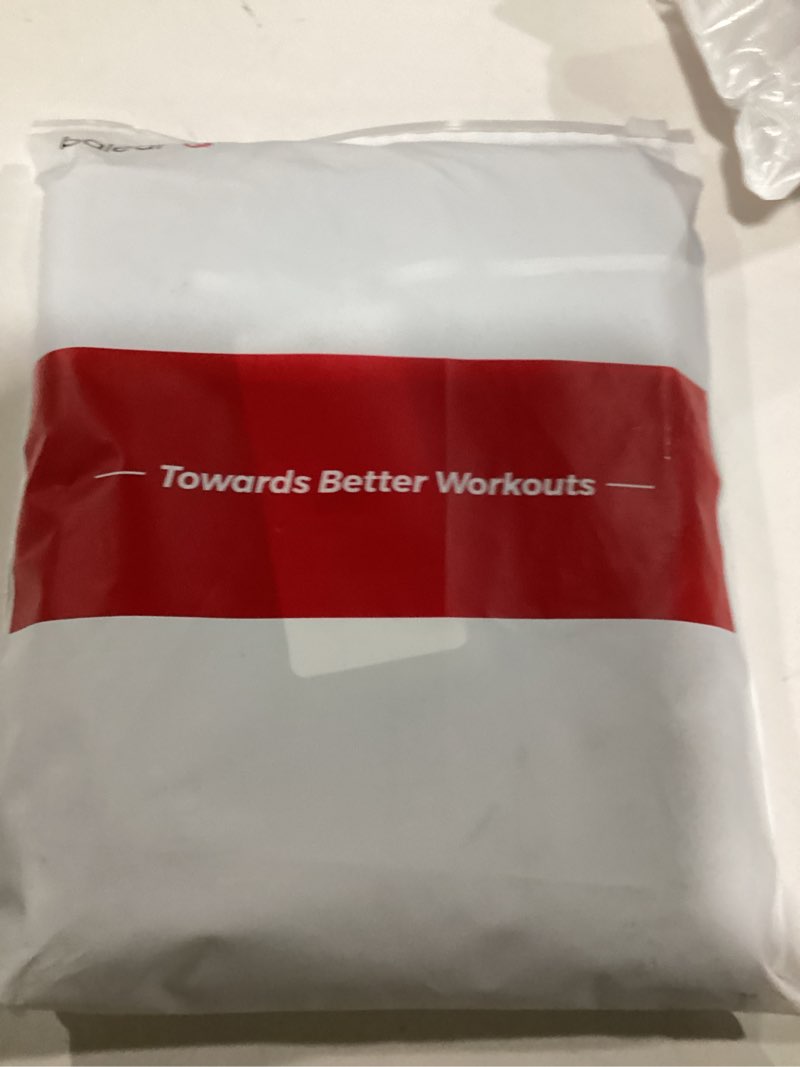 — Towards Better Workouts —